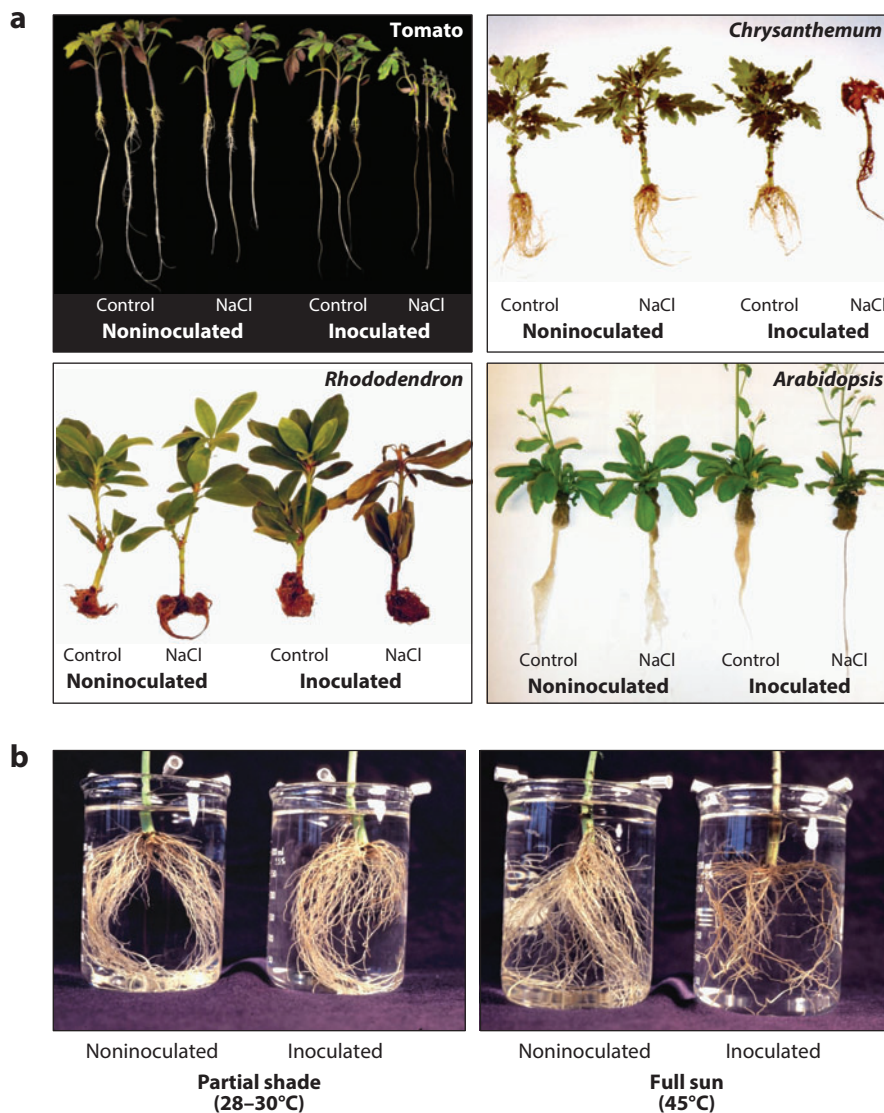 a
Tomato
Control NaCl Control NaCl
Noninoculated Inoculated
Chrysanthemum
Control NaCl Control NaCl
Noninoculated Inoculated
Rhododendron
Control NaCl Control NaCl
Noninoculated Inoculated
Arabidopsis
Control NaCl Control NaCl
Noninoculated Inoculated
b
Noninoculated Inoculated
Partial shade
(28–30°C)
Noninoculated Inoculated
Full sun
(45°C)